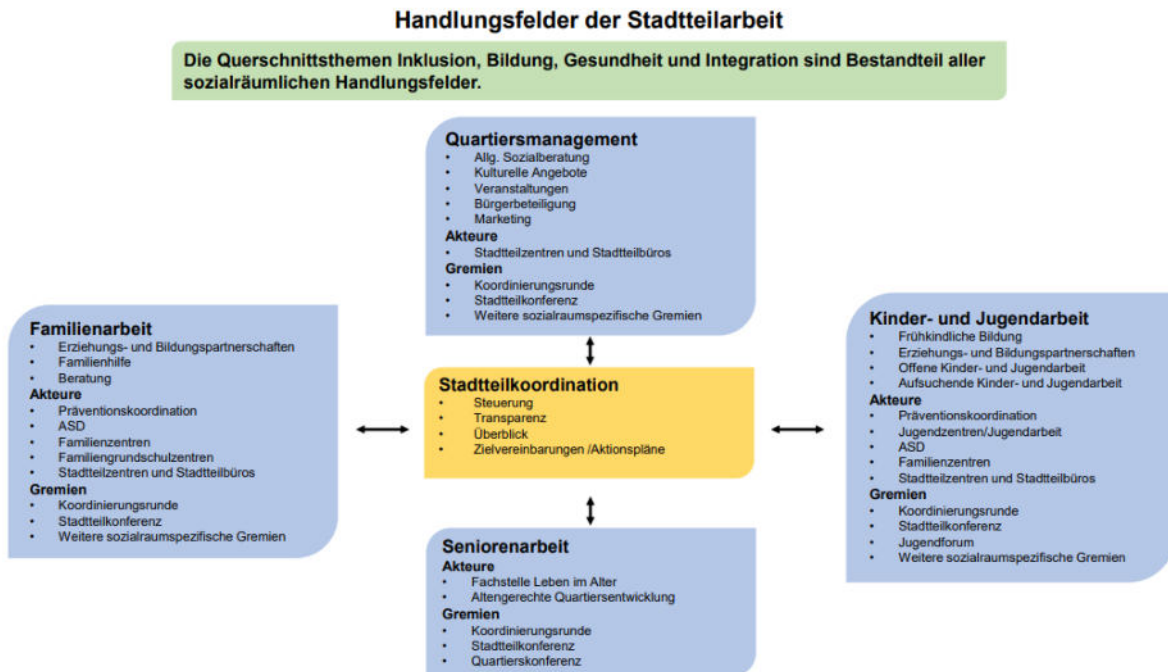 Handlungsfelder der Stadtteilarbeit
Die Querschnittsthemen Inklusion, Bildung, Gesundheit und Integration sind Bestandteil aller
sozialräumlichen Handlungsfelder.
Quartiersmanagement
• Allg. Sozialberatung
• Kulturelle Angebote
• Veranstaltungen
• Bürgerbeteiligung
• Marketing
Akteure
• Stadtteilzentren und Stadtteilbüros
Gremien
• Koordinierungsrunde
• Stadtteilkonferenz
• Weitere sozialraumspezifische Gremien
Familienarbeit
• Erziehungs- und Bildungspartnerschaften
• Familienhilfe
• Beratung
Akteure
• Präventionskoordination
• ASD
• Familienzentren
• Familiengrundschulzentren
• Stadtteilzentren und Stadtteilbüros
Gremien
• Koordinierungsrunde
• Stadtteilkonferenz
• Weitere sozialraumspezifische Gremien
Stadtteilkoordination
• Steuerung
• Transparenz
• Überblick
• Zielvereinbarungen /Aktionspläne
Kinder- und Jugendarbeit
• Frühkindliche Bildung
• Erziehungs- und Bildungspartnerschaften
• Offene Kinder- und Jugendarbeit
• Aufsuchende Kinder- und Jugendarbeit
Akteure
• Präventionskoordination
• Jugendzentren/Jugendarbeit
• ASD
• Familienzentren
• Stadtteilzentren und Stadtteilbüros
Gremien
• Koordinierungsrunde
• Stadtteilkonferenz
• Jugendforum
• Weitere sozialraumspezifische Gremien
Seniorenarbeit
Akteure
• Fachstelle Leben im Alter
• Altengerechte Quartiersentwicklung
Gremien
• Koordinierungsrunde
• Stadtteilkonferenz
• Quartierskonferenz